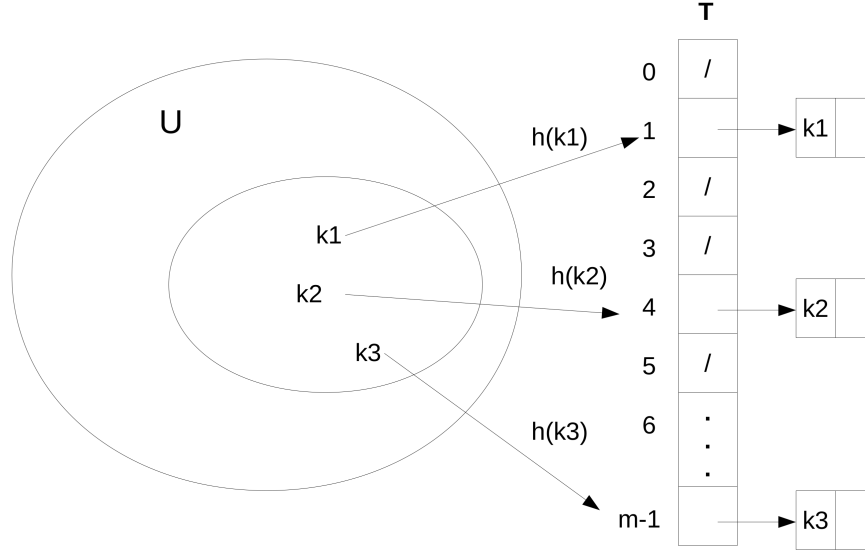 T
0 /
U
h(k1) 1 k1
2 /
k1
3 /
h(k2)
k2 4 k2
k3 5 /
h(k3) 6 .
.
.
m-1 k3